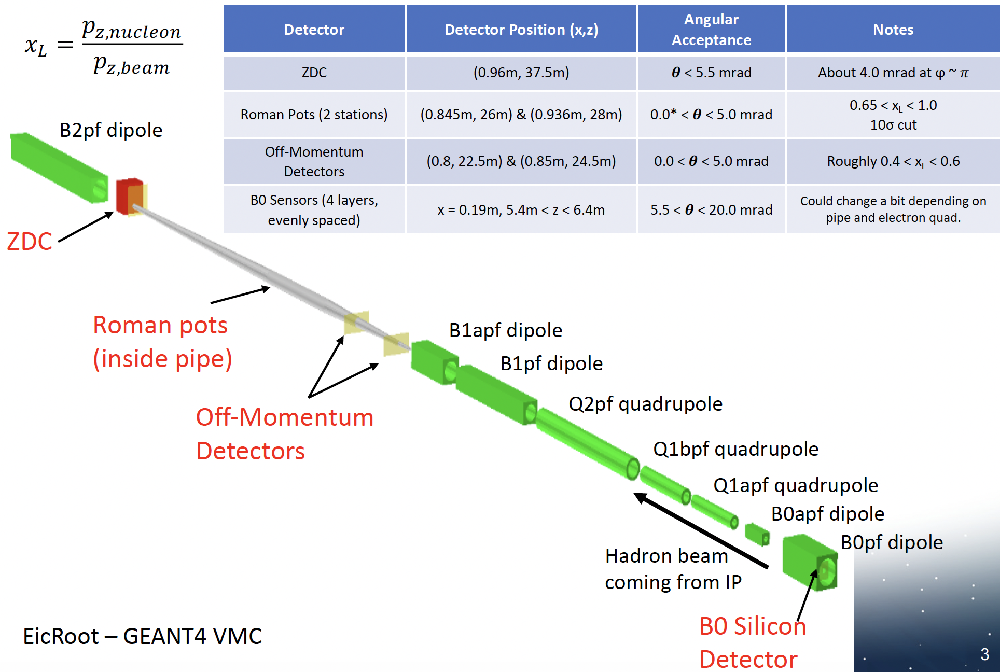 x_L = p_{z,nucleon} / p_{z,beam}
Detector
Detector Position (x,z)
Angular
Acceptance
Notes
ZDC
(0.96m, 37.5m)
θ < 5.5 mrad
About 4.0 mrad at φ ~ π
Roman Pots (2 stations)
(0.845m, 26m) & (0.936m, 28m)
0.0* < θ < 5.0 mrad
0.65 < x_L < 1.0
10σ cut
Off-Momentum
Detectors
(0.8, 22.5m) & (0.85m, 24.5m)
0.0 < θ < 5.0 mrad
Roughly 0.4 < x_L < 0.6
B0 Sensors (4 layers,
evenly spaced)
x = 0.19m, 5.4m < z < 6.4m
5.5 < θ < 20.0 mrad
Could change a bit depending on
pipe and electron quad.
B2pf dipole
ZDC
Roman pots
(inside pipe)
Off-Momentum
Detectors
B1apf dipole
B1pf dipole
Q2pf quadrupole
Q1bpf quadrupole
Q1apf quadrupole
B0apf dipole
B0pf dipole
Hadron beam
coming from IP
B0 Silicon
Detector
EicRoot – GEANT4 VMC
3